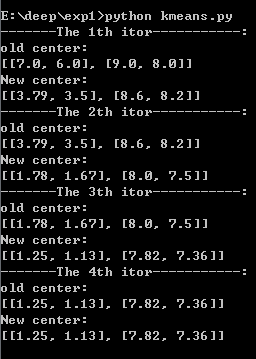 E:\deep\exp1>python kmeans.py
-------The 1th itor-----------:
old center:
[[7.0, 6.0], [9.0, 8.0]]
New center:
[[3.79, 3.5], [8.6, 8.2]]
-------The 2th itor-----------:
old center:
[[3.79, 3.5], [8.6, 8.2]]
New center:
[[1.78, 1.67], [8.0, 7.5]]
-------The 3th itor-----------:
old center:
[[1.78, 1.67], [8.0, 7.5]]
New center:
[[1.25, 1.13], [7.82, 7.36]]
-------The 4th itor-----------:
old center:
[[1.25, 1.13], [7.82, 7.36]]
New center:
[[1.25, 1.13], [7.82, 7.36]]